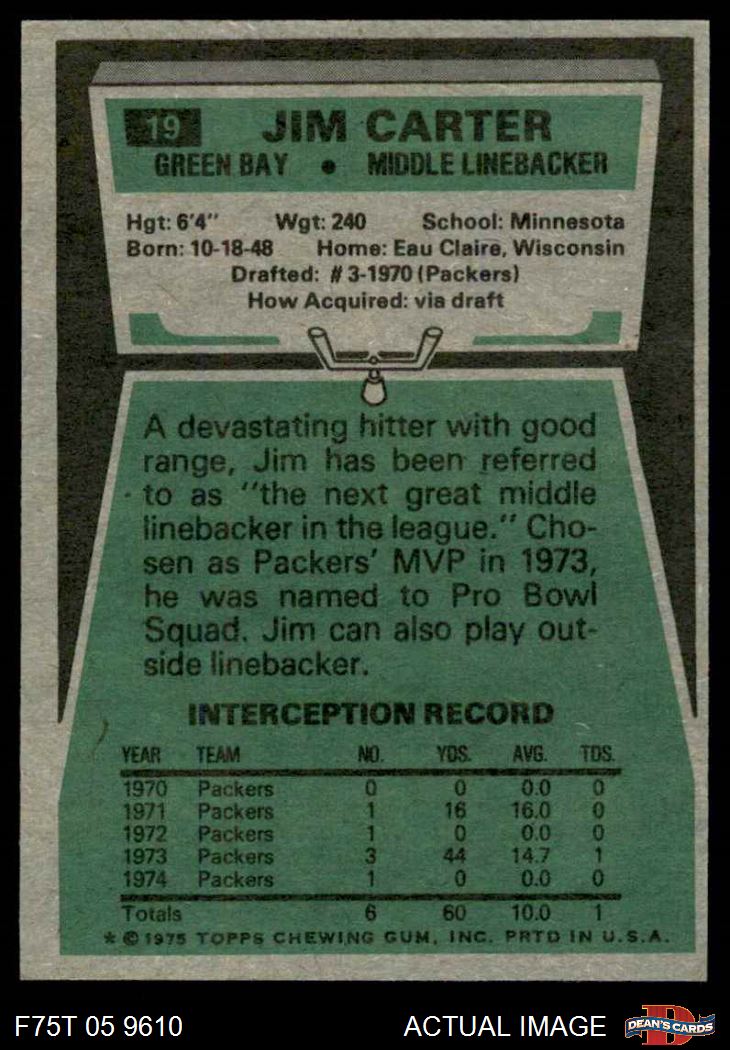 19 JIM CARTER
GREEN BAY • MIDDLE LINEBACKER
Hgt: 6'4" Wgt: 240 School: Minnesota
Born: 10-18-48 Home: Eau Claire, Wisconsin
Drafted: #3-1970 (Packers)
How Acquired: via draft
A devastating hitter with good
range, Jim has been referred
to as "the next great middle
linebacker in the league." Cho-
sen as Packers' MVP in 1973,
he was named to Pro Bowl
Squad. Jim can also play out-
side linebacker.
INTERCEPTION RECORD
YEAR TEAM NO. YDS. AVG. TDS.
1970 Packers 0 0 0.0 0
1971 Packers 1 16 16.0 0
1972 Packers 1 0 0.0 0
1973 Packers 3 44 14.7 1
1974 Packers 1 0 0.0 0
Totals 6 60 10.0 1
* © 1975 TOPPS CHEWING GUM, INC. PRTD IN U.S.A.
F75T 05 9610 ACTUAL IMAGE D DEAN'S CARDS